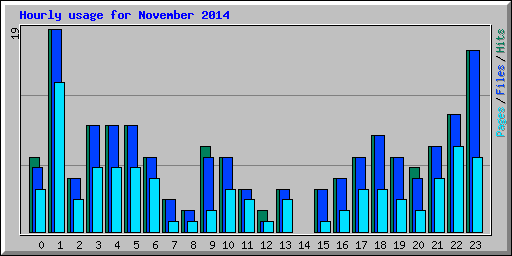 Hourly usage for November 2014
19
Pages/Files/Hits
0 1 2 3 4 5 6 7 8 9 10 11 12 13 14 15 16 17 18 19 20 21 22 23